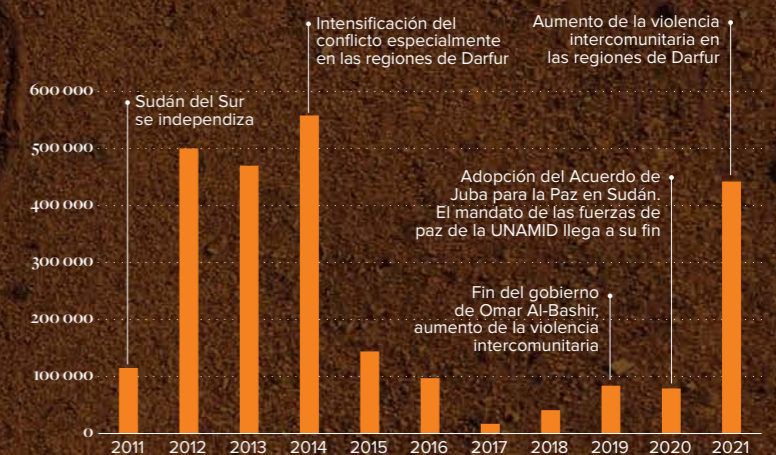 Intensificación del
conflicto especialmente
en las regiones de Darfur
Aumento de la violencia
intercomunitaria en
las regiones de Darfur
600 000
Sudán del Sur
se independiza
500 000
Adopción del Acuerdo de
Juba para la Paz en Sudán.
El mandato de las fuerzas de
paz de la UNAMID llega a su fin
400 000
300 000
Fin del gobierno
de Omar Al-Bashir,
aumento de la violencia
intercomunitaria
200 000
100 000
0
2011 2012 2013 2014 2015 2016 2017 2018 2019 2020 2021